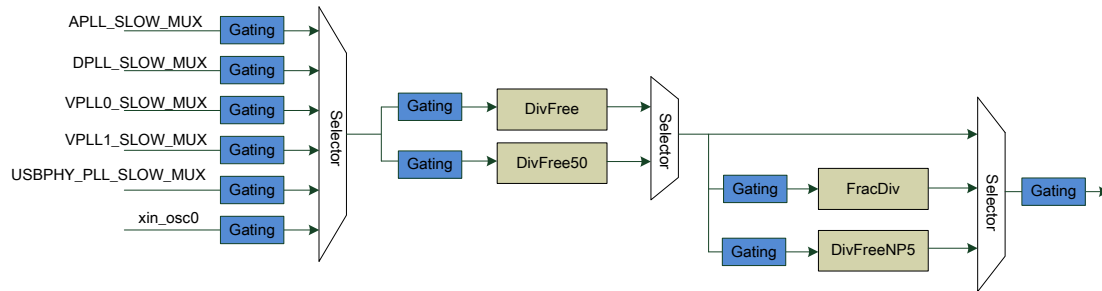 APLL_SLOW_MUX
Gating
DPLL_SLOW_MUX
Gating
VPLL0_SLOW_MUX
Gating
VPLL1_SLOW_MUX
Gating
USBPHY_PLL_SLOW_MUX
Gating
xin_osc0
Gating
Selector
Gating
DivFree
Gating
DivFree50
Selector
Gating
FracDiv
Gating
DivFreeNP5
Selector
Gating